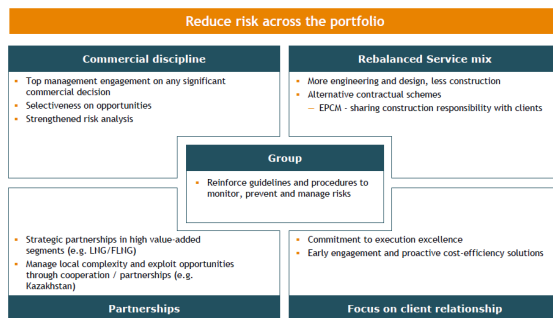 Reduce risk across the portfolio
Commercial discipline
▪ Top management engagement on any significant
commercial decision
▪ Selectiveness on opportunities
▪ Strengthened risk analysis
Rebalanced Service mix
▪ More engineering and design, less construction
▪ Alternative contractual schemes
— EPCM - sharing construction responsibility with clients
Group
▪ Reinforce guidelines and procedures to
monitor, prevent and manage risks
▪ Strategic partnerships in high value-added
segments (e.g. LNG/FLNG)
▪ Manage local complexity and exploit opportunities
through cooperation / partnerships (e.g.
Kazakhstan)
Partnerships
▪ Commitment to execution excellence
▪ Early engagement and proactive cost-efficiency solutions
Focus on client relationship